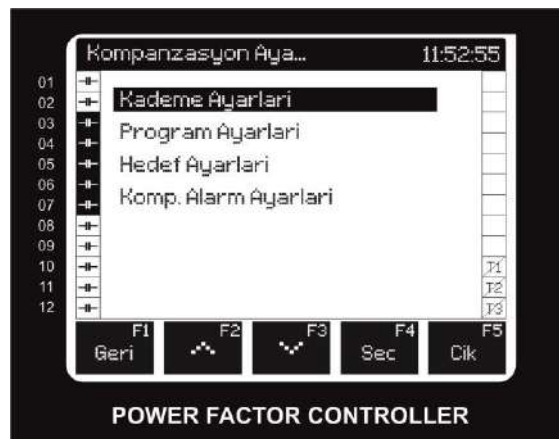 Kompanzasyon Aya... 11:52:55
01
02
03
04
05
06
07
08
09
10
11
12
Kademe Ayarlari
Program Ayarlari
Hedef Ayarlari
Komp. Alarm Ayarlari
T1
T2
T3
F1 F2 F3 F4 F5
Geri Sec Cik
POWER FACTOR CONTROLLER